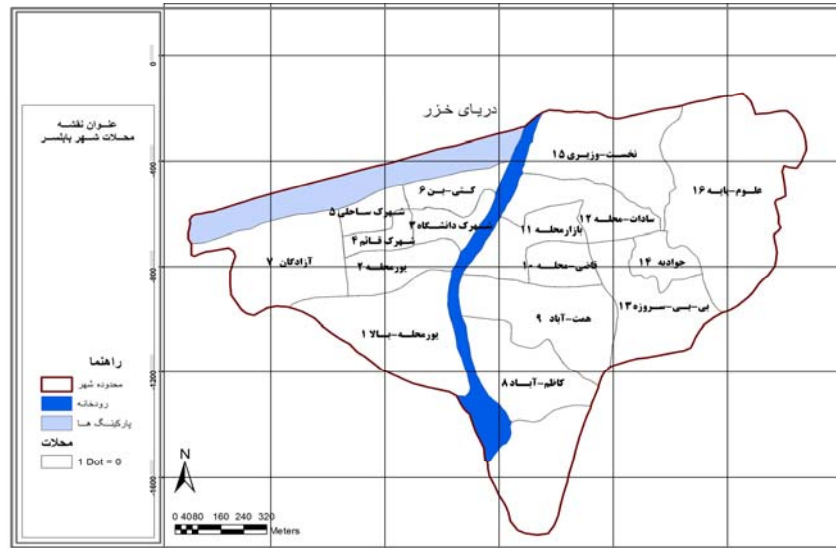 عنوان نقشه
محلات شهر بابلسر
راهنما
محدوده شهر
رودخانه
پارکینگ ها
محلات
1 Dot = 0
دریای خزر
نخست-وزیری ۱۵
علوم-پایه ۱۶
کتی-بن ۶
سادات-محله ۱۲
شهرک ساحلی ۵
شهرک دانشگاه ۳
بازارمحله ۱۱
شهرک قائم ۴
آزادگان ۷
پورمحله ۲
قاضی-محله ۱۰
جوادیه ۱۴
بی-بی-سروزه ۱۳
همت-آباد ۹
پورمحله-بالا ۱
کاظم-آباد ۸
0
-400
-800
-1200
-1600
N
0 40 80 160 240 320
Meters